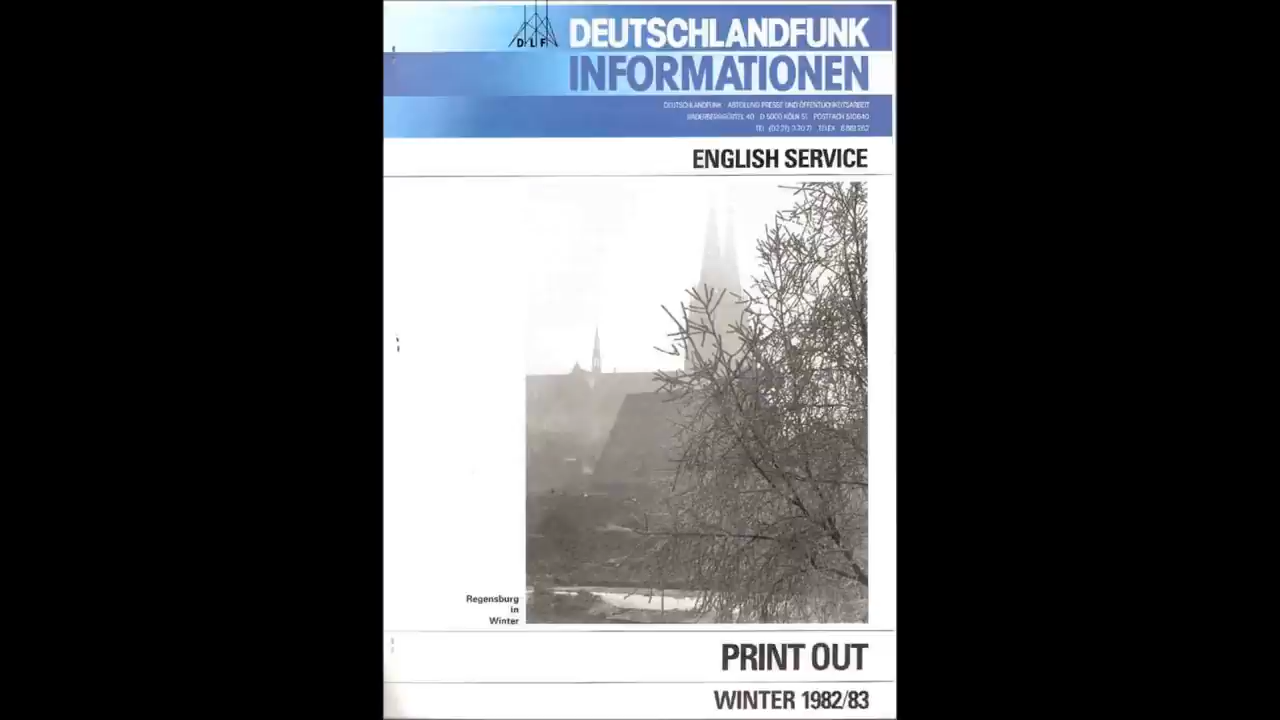 DLF
DEUTSCHLANDFUNK
INFORMATIONEN
DEUTSCHLANDFUNK ABTEILUNG PRESSE UND ÖFFENTLICHKEITSARBEIT
D 5000 KÖLN 51 POSTFACH 510640
ENGLISH SERVICE
Regensburg
in
Winter
PRINT OUT
WINTER 1982/83